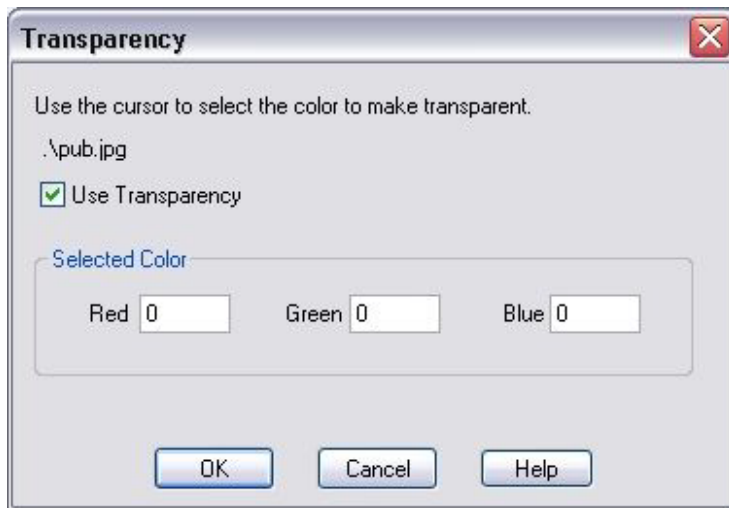 Transparency
Use the cursor to select the color to make transparent.
.\pub.jpg
Use Transparency
Selected Color
Red 0 Green 0 Blue 0
OK Cancel Help